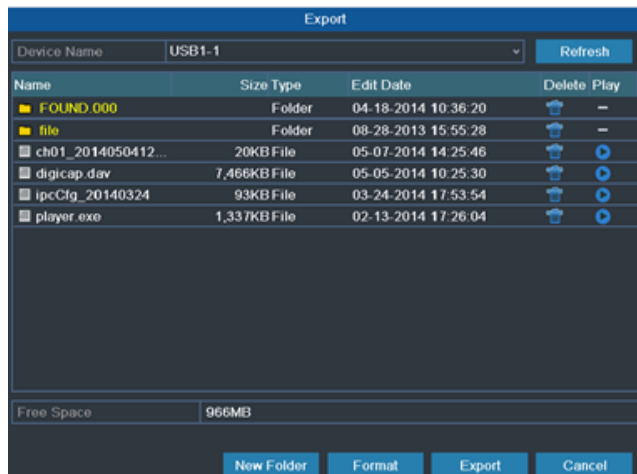 Export
Device Name USB1-1 Refresh
Name Size Type Edit Date Delete Play
FOUND.000 Folder 04-18-2014 10:36:20 –
file Folder 08-28-2013 15:55:28 –
ch01_2014050412... 20KB File 05-07-2014 14:25:46
digicap.dav 7,466KB File 05-05-2014 10:25:30
ipcCfg_20140324 93KB File 03-24-2014 17:53:54
player.exe 1,337KB File 02-13-2014 17:26:04
Free Space 966MB
New Folder Format Export Cancel